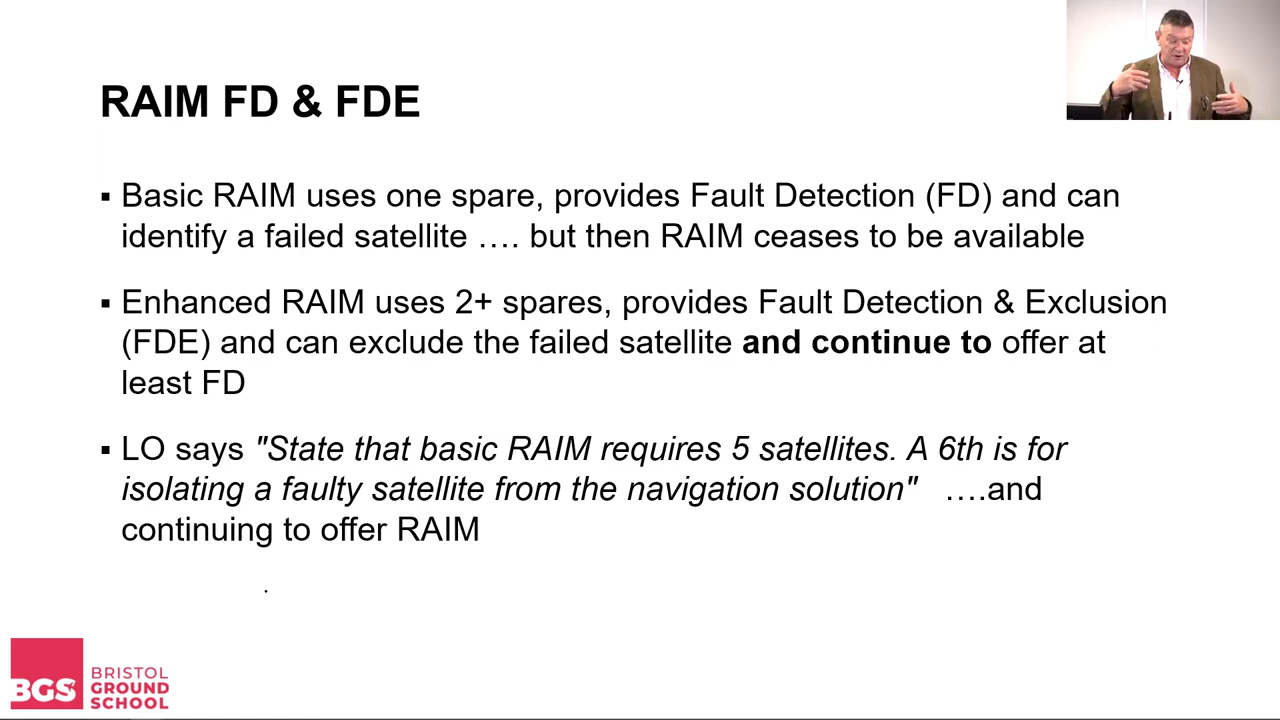 RAIM FD & FDE
▪ Basic RAIM uses one spare, provides Fault Detection (FD) and can
identify a failed satellite …. but then RAIM ceases to be available
▪ Enhanced RAIM uses 2+ spares, provides Fault Detection & Exclusion
(FDE) and can exclude the failed satellite and continue to offer at
least FD
▪ LO says "State that basic RAIM requires 5 satellites. A 6th is for
isolating a faulty satellite from the navigation solution" ….and
continuing to offer RAIM
.
BGS
BRISTOL
GROUND
SCHOOL